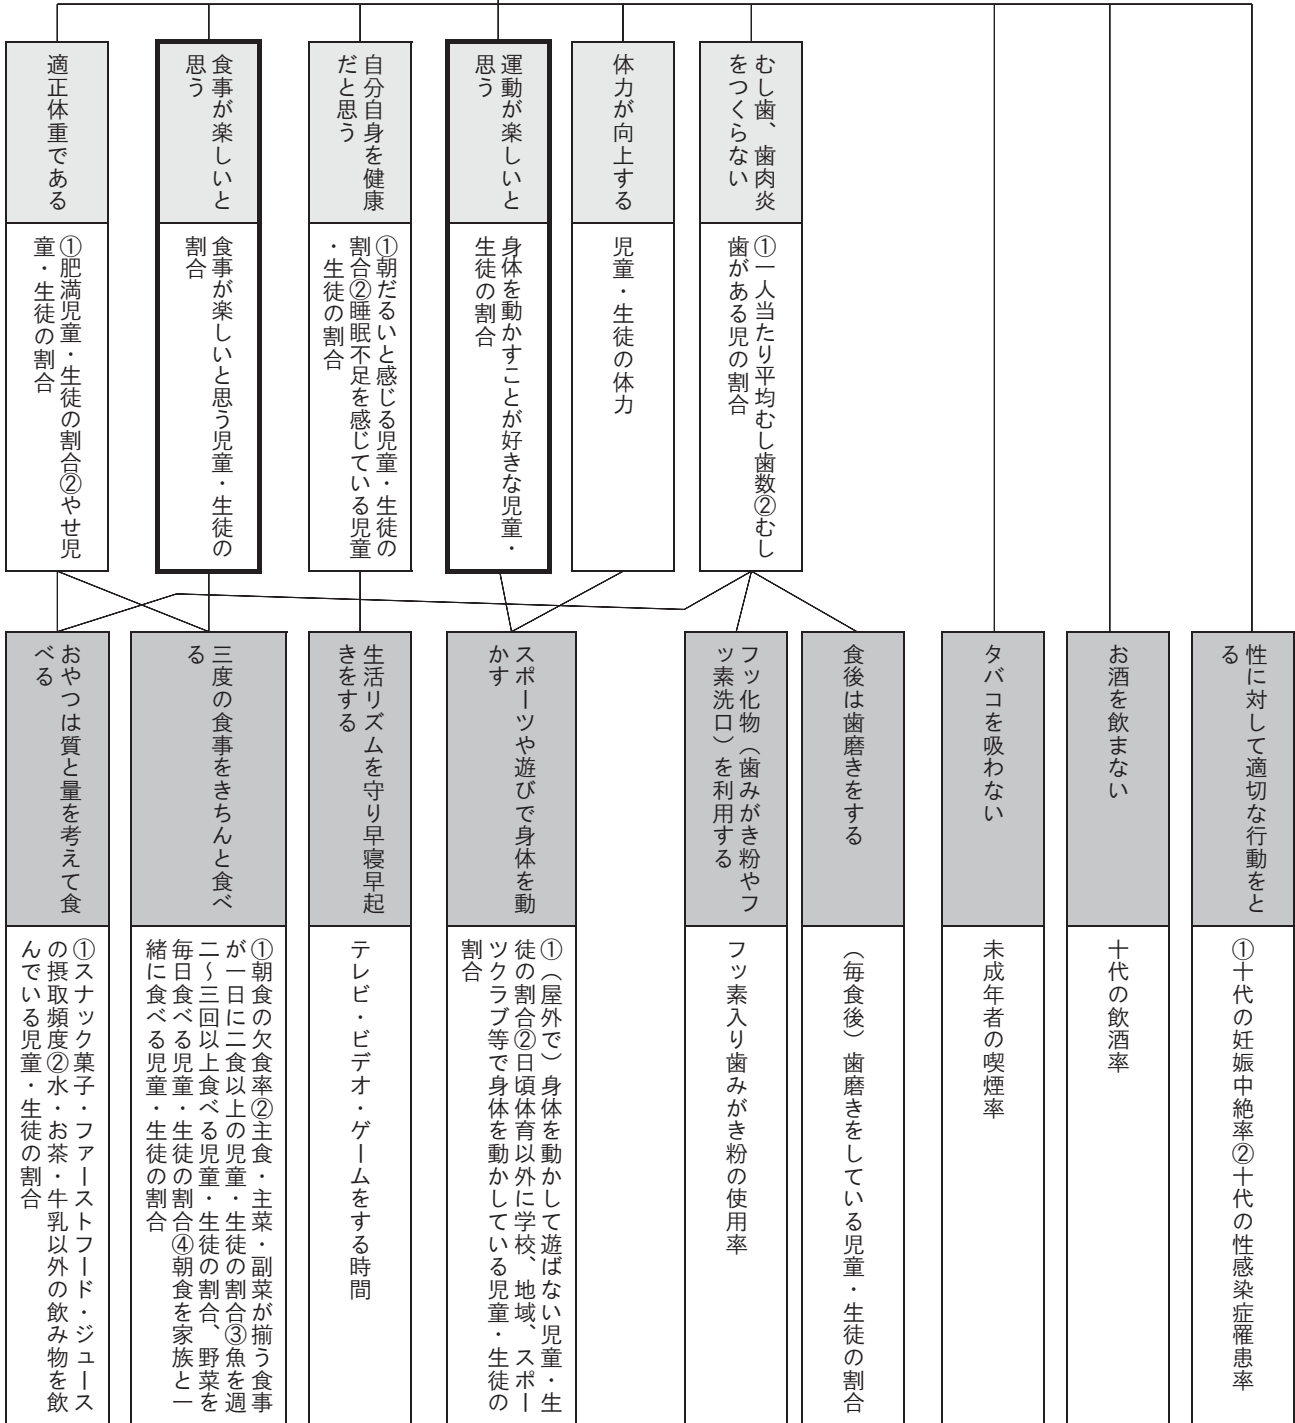 むし歯、歯肉炎
をつくらない
①一人当たり平均むし歯数②むし
歯がある児の割合
体力が向上する
児童・生徒の体力
運動が楽しいと
思う
身体を動かすことが好きな児童・
生徒の割合
自分自身を健康
だと思う
①朝だるいと感じる児童・生徒の
割合②睡眠不足を感じている児童
・生徒の割合
食事が楽しいと
思う
食事が楽しいと思う児童・生徒の
割合
適正体重である
①肥満児童・生徒の割合②やせ児
童・生徒の割合
性に対して適切な行動をと
る
①十代の妊娠中絶率②十代の性感染症罹患率
お酒を飲まない
十代の飲酒率
タバコを吸わない
未成年者の喫煙率
食後は歯磨きをする
（毎食後）歯磨きをしている児童・生徒の割合
フッ化物（歯みがき粉やフ
ッ素洗口）を利用する
フッ素入り歯みがき粉の使用率
スポーツや遊びで身体を動
かす
①（屋外で）身体を動かして遊ばない児童・生
徒の割合②日頃体育以外に学校、地域、スポー
ツクラブ等で身体を動かしている児童・生徒の
割合
生活リズムを守り早寝早起
きをする
テレビ・ビデオ・ゲームをする時間
三度の食事をきちんと食べ
る
①朝食の欠食率②主食・主菜・副菜が揃う食事
が一日に二食以上の児童・生徒の割合③魚を週
二〜三回以上食べる児童・生徒の割合、野菜を
毎日食べる児童・生徒の割合④朝食を家族と一
緒に食べる児童・生徒の割合
おやつは質と量を考えて食
べる
①スナック菓子・ファーストフード・ジュース
の摂取頻度②水・お茶・牛乳以外の飲み物を飲
んでいる児童・生徒の割合